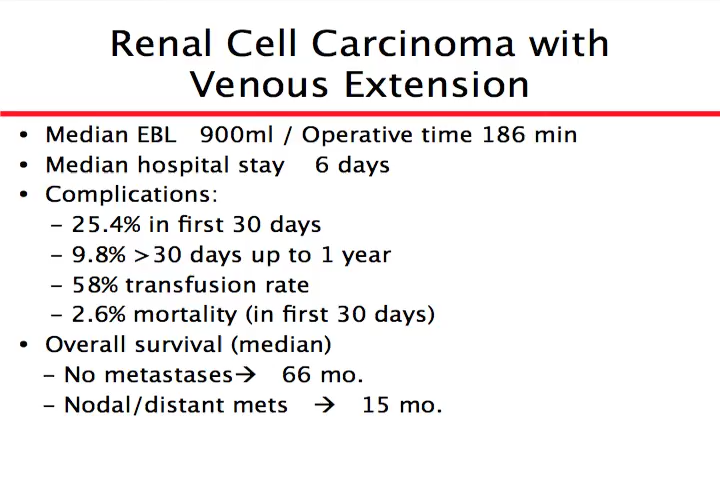 Renal Cell Carcinoma with
Venous Extension
• Median EBL 900ml / Operative time 186 min
• Median hospital stay 6 days
• Complications:
– 25.4% in first 30 days
– 9.8% >30 days up to 1 year
– 58% transfusion rate
– 2.6% mortality (in first 30 days)
• Overall survival (median)
– No metastases→ 66 mo.
– Nodal/distant mets → 15 mo.